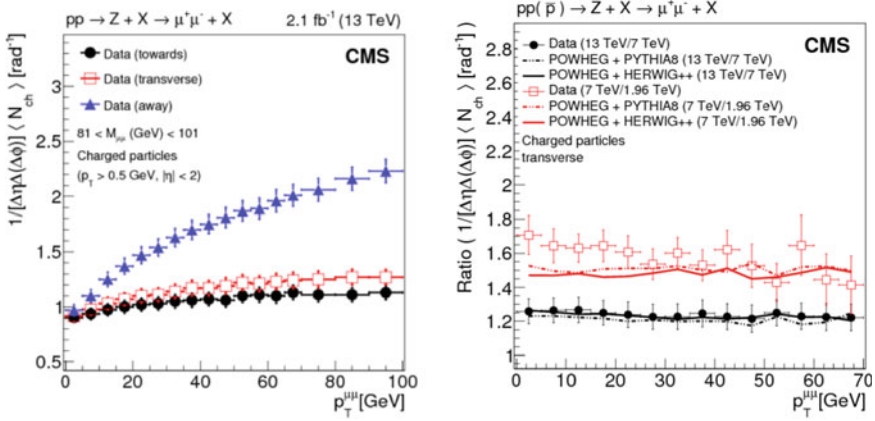 pp → Z + X → μ⁺μ⁻ + X 2.1 fb⁻¹ (13 TeV)
CMS
Data (towards)
Data (transverse)
Data (away)
81 < M_μμ (GeV) < 101
Charged particles
(p_T > 0.5 GeV, |η| < 2)
1/[ΔηΔ(Δφ)] ⟨ N_ch ⟩ [rad⁻¹]
3
2.5
2
1.5
1
0.5
0 20 40 60 80 100
p_T^μμ [GeV]
pp( p̅ ) → Z + X → μ⁺μ⁻ + X
CMS
Data (13 TeV/7 TeV)
POWHEG + PYTHIA8 (13 TeV/7 TeV)
POWHEG + HERWIG++ (13 TeV/7 TeV)
Data (7 TeV/1.96 TeV)
POWHEG + PYTHIA8 (7 TeV/1.96 TeV)
POWHEG + HERWIG++ (7 TeV/1.96 TeV)
Charged particles
transverse
Ratio ( 1/[ΔηΔ(Δφ)] ⟨ N_ch ⟩ [rad⁻¹] )
2.8
2.6
2.4
2.2
2
1.8
1.6
1.4
1.2
1
0 10 20 30 40 50 60 70
p_T^μμ [GeV]